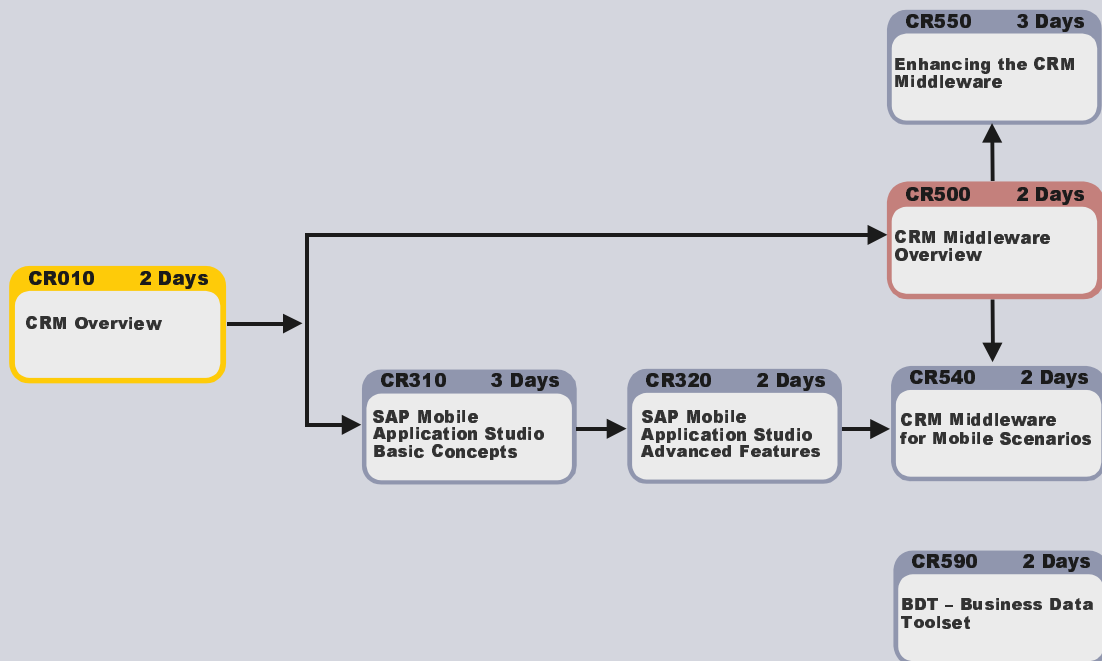 CR550 3 Days
Enhancing the CRM
Middleware
CR500 2 Days
CRM Middleware
Overview
CR010 2 Days
CRM Overview
CR310 3 Days
SAP Mobile
Application Studio
Basic Concepts
CR320 2 Days
SAP Mobile
Application Studio
Advanced Features
CR540 2 Days
CRM Middleware
for Mobile Scenarios
CR590 2 Days
BDT – Business Data
Toolset